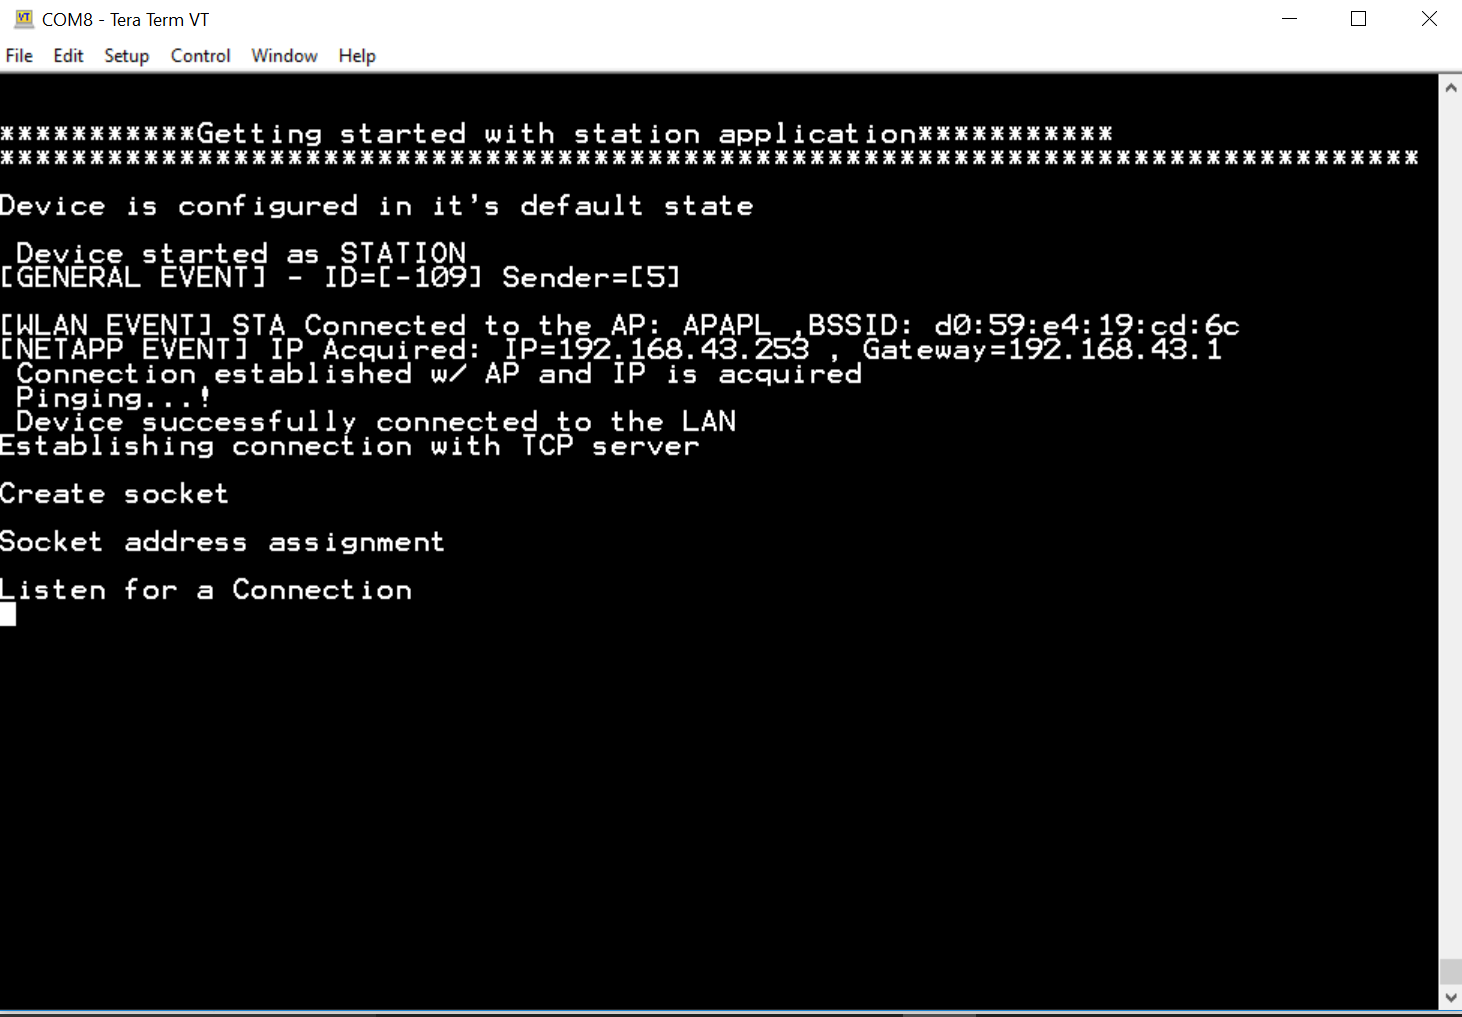 COM8 - Tera Term VT
File Edit Setup Control Window Help
***********Getting started with station application***********
*******************************************************************************
Device is configured in it's default state
Device started as STATION
[GENERAL EVENT] - ID=[-109] Sender=[5]
[WLAN EVENT] STA Connected to the AP: APAPL ,BSSID: d0:59:e4:19:cd:6c
[NETAPP EVENT] IP Acquired: IP=192.168.43.253 , Gateway=192.168.43.1
Connection established w/ AP and IP is acquired
Pinging...!
Device successfully connected to the LAN
Establishing connection with TCP server
Create socket
Socket address assignment
Listen for a Connection